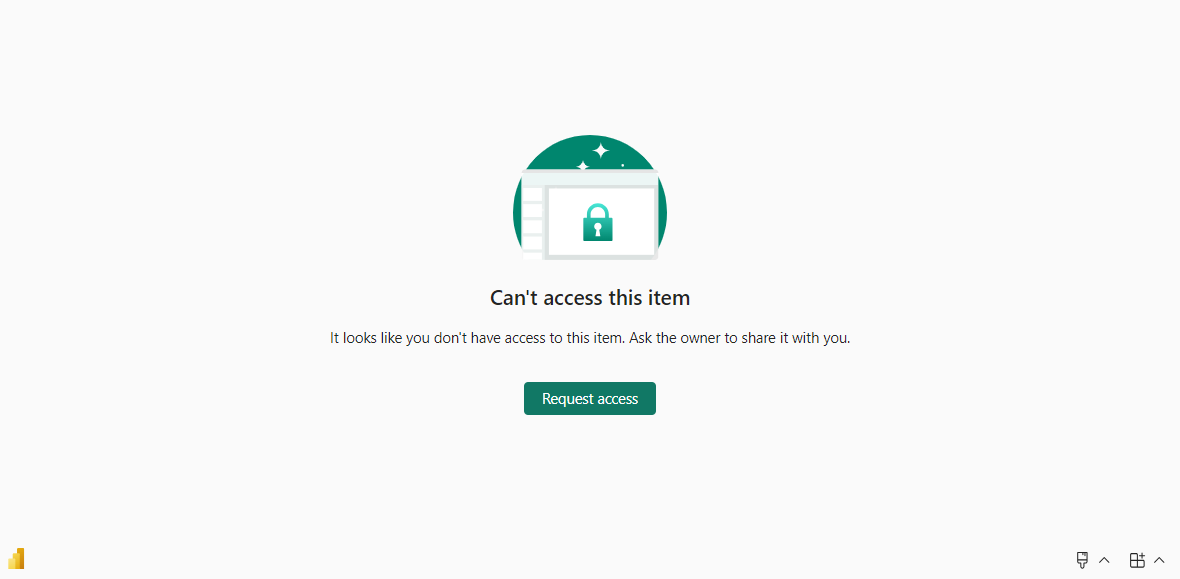 Can't access this item
It looks like you don't have access to this item. Ask the owner to share it with you.
Request access